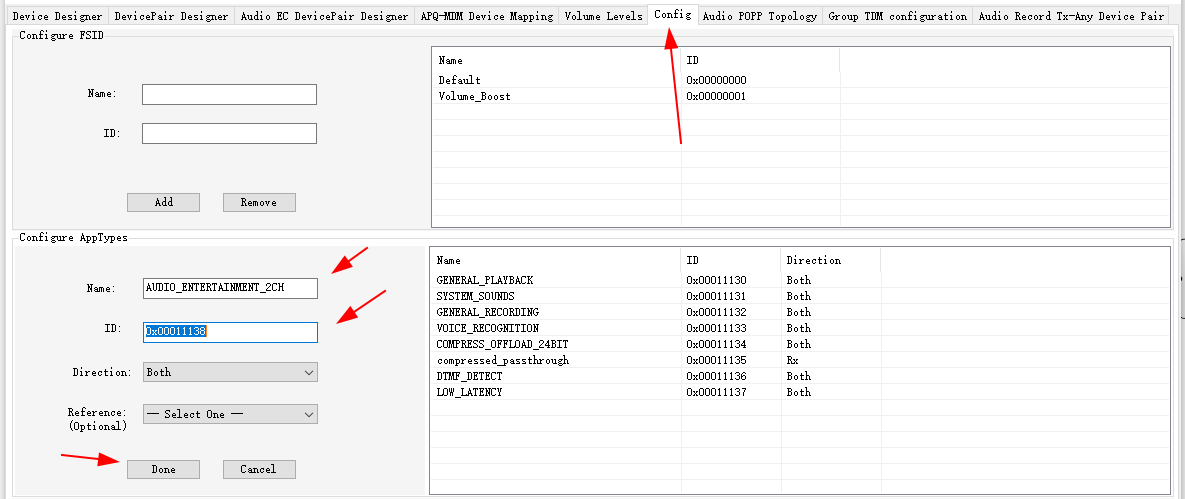 Device Designer DevicePair Designer Audio EC DevicePair Designer APQ-MDM Device Mapping Volume Levels Config Audio POPP Topology Group TDM configuration Audio Record Tx-Any Device Pair
Configure FSID
Name:
ID:
Add Remove
Name ID
Default 0x00000000
Volume_Boost 0x00000001
Configure AppTypes
Name: AUDIO_ENTERTAINMENT_2CH
ID: 0x00011138
Direction: Both
Reference: — Select One —
(Optional)
Done Cancel
Name ID Direction
GENERAL_PLAYBACK 0x00011130 Both
SYSTEM_SOUNDS 0x00011131 Both
GENERAL_RECORDING 0x00011132 Both
VOICE_RECOGNITION 0x00011133 Both
COMPRESS_OFFLOAD_24BIT 0x00011134 Both
compressed_passthrough 0x00011135 Rx
DTMF_DETECT 0x00011136 Both
LOW_LATENCY 0x00011137 Both